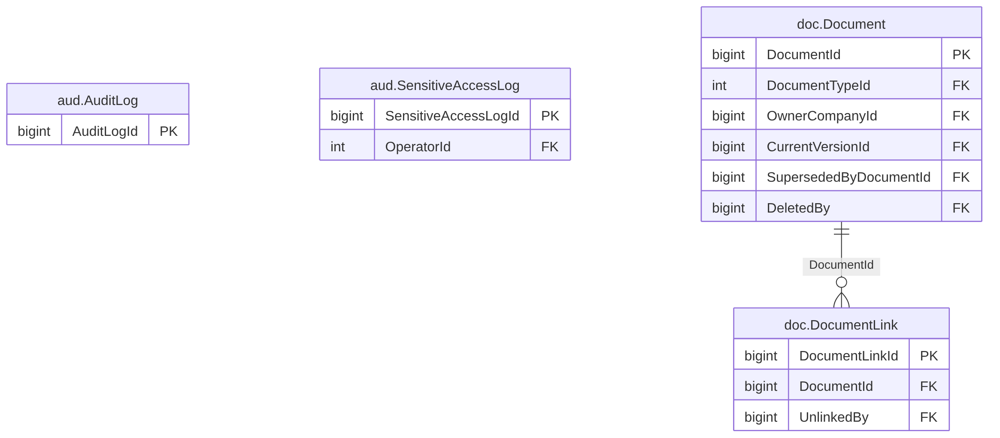 aud.AuditLog
bigint AuditLogId PK
aud.SensitiveAccessLog
bigint SensitiveAccessLogId PK
int OperatorId FK
doc.Document
bigint DocumentId PK
int DocumentTypeId FK
bigint OwnerCompanyId FK
bigint CurrentVersionId FK
bigint SupersededByDocumentId FK
bigint DeletedBy FK
DocumentId
doc.DocumentLink
bigint DocumentLinkId PK
bigint DocumentId FK
bigint UnlinkedBy FK